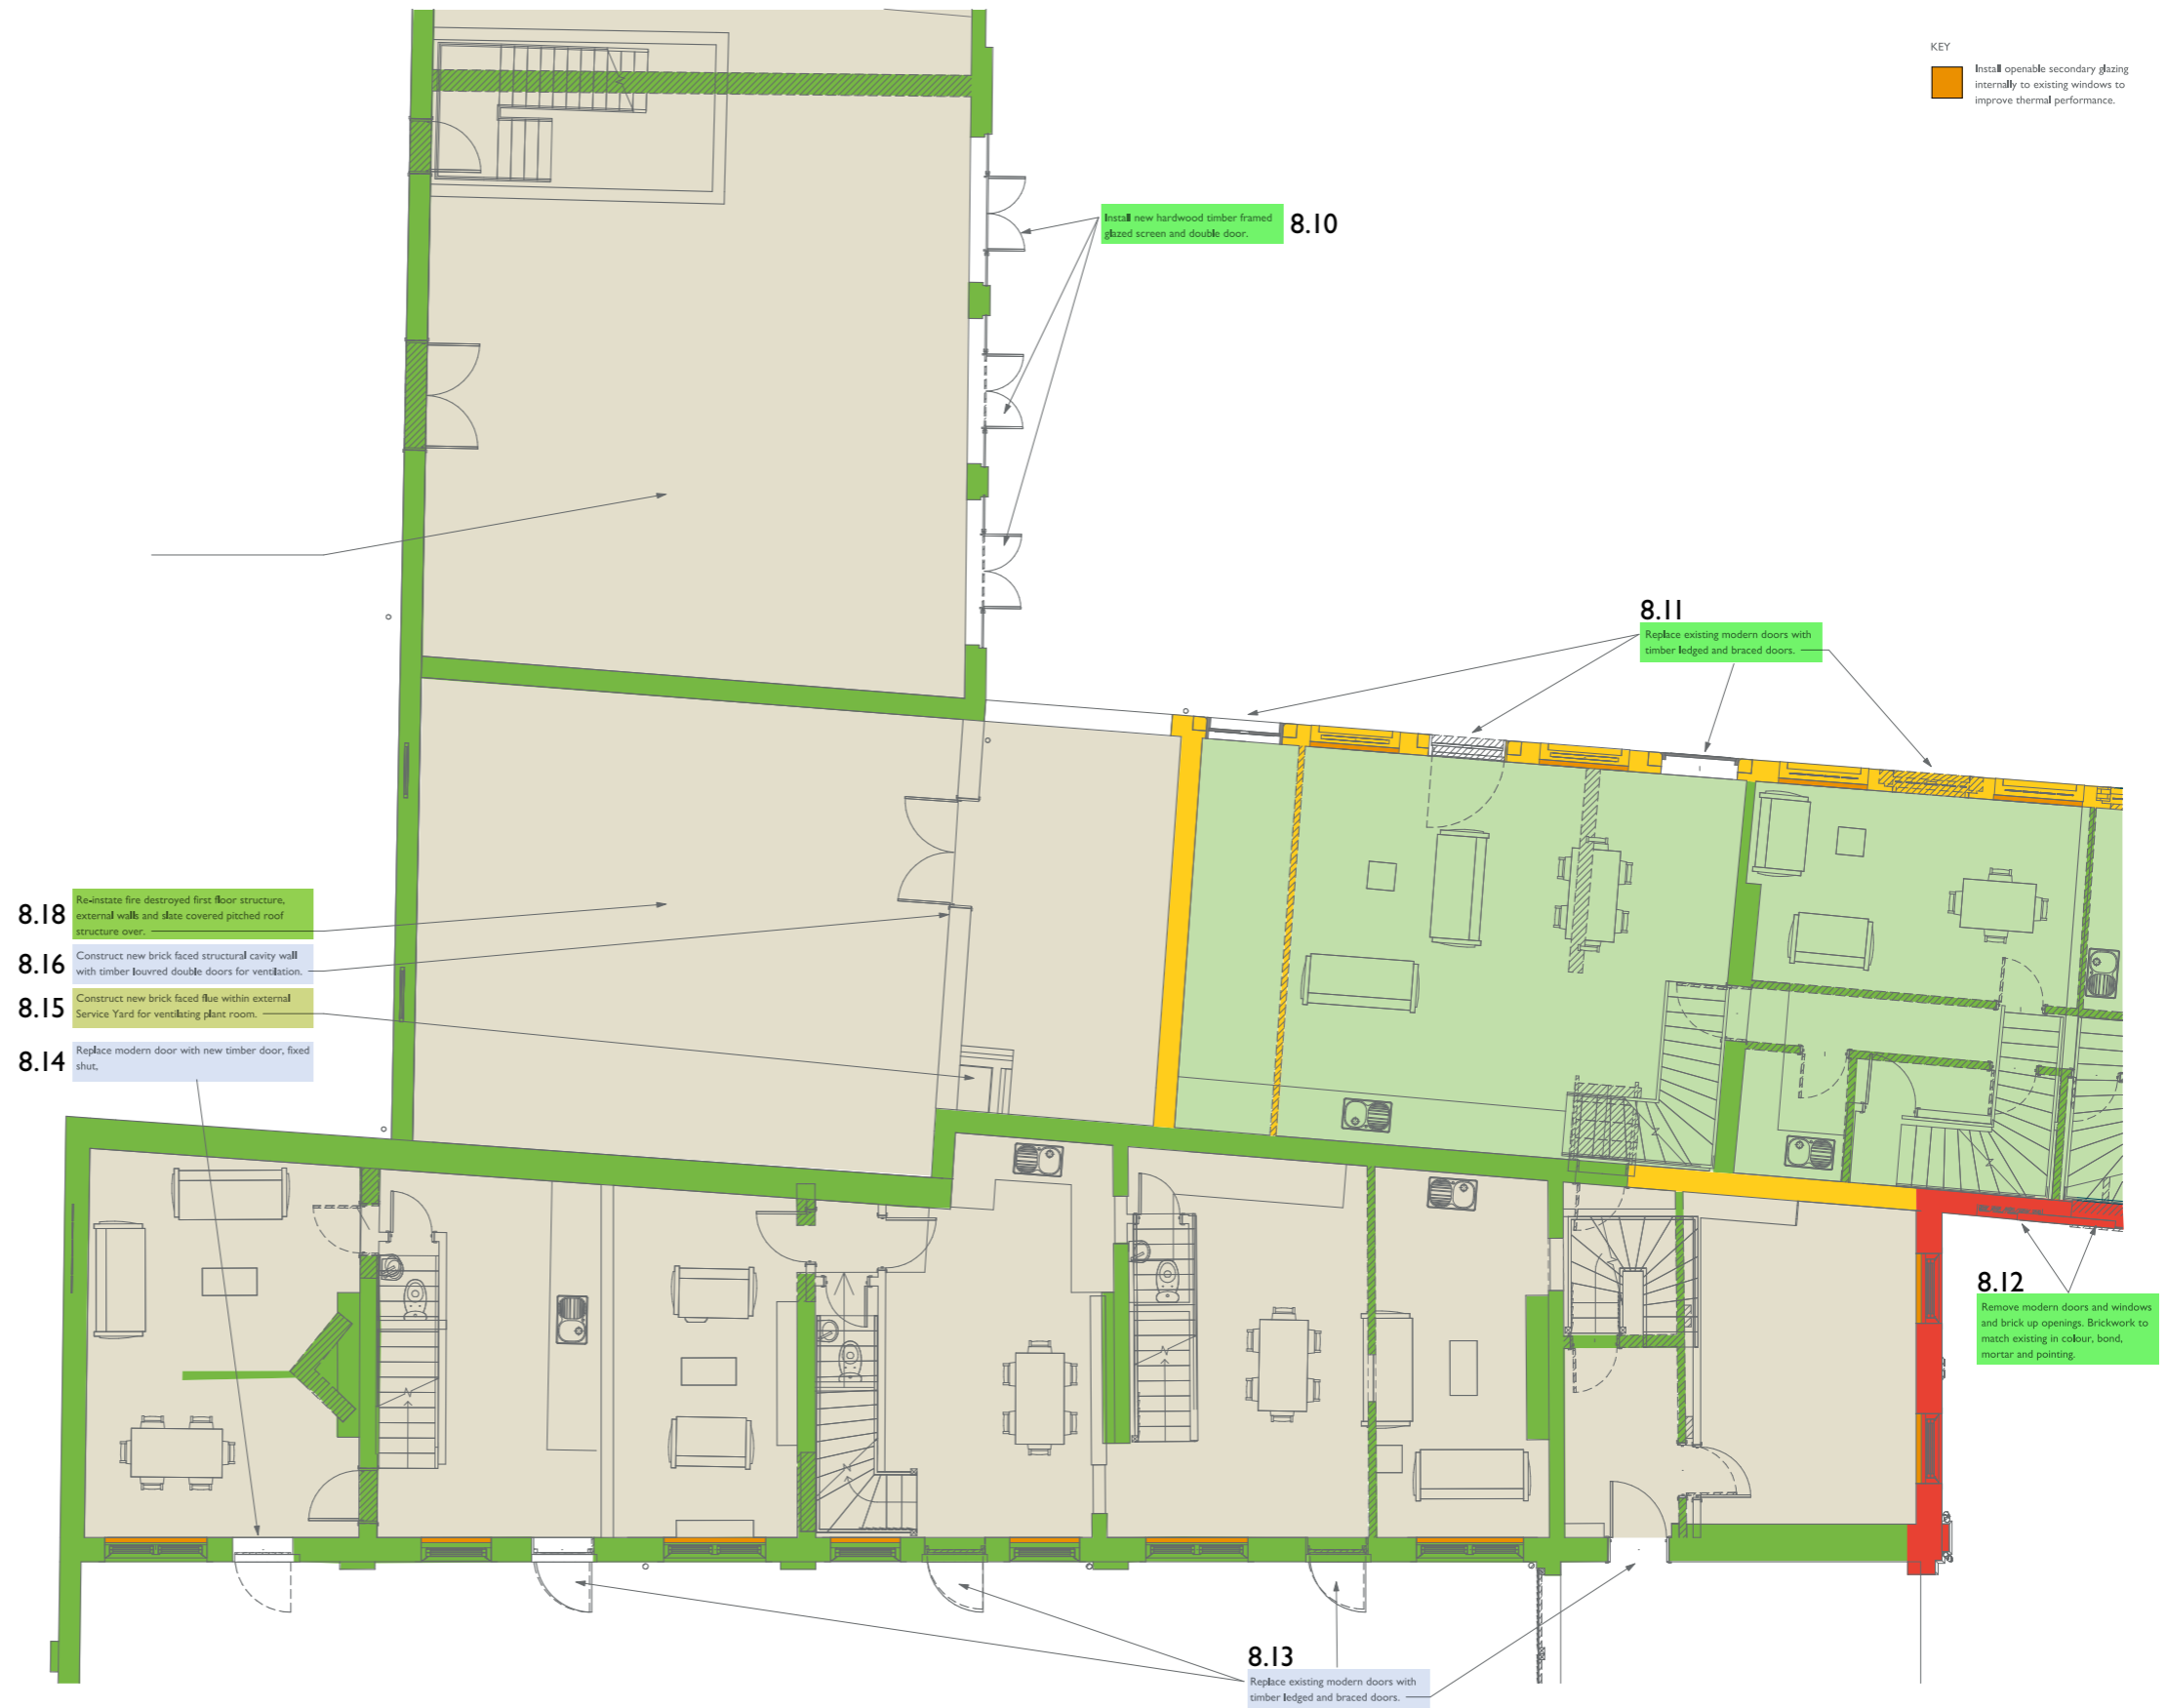 KEY
Install openable secondary glazing
internally to existing windows to
improve thermal performance.
Install new hardwood timber framed
glazed screen and double door.
8.10
8.11
Replace existing modern doors with
timber ledged and braced doors.
8.18
Re-instate fire destroyed first floor structure,
external walls and slate covered pitched roof
structure over.
8.16
Construct new brick faced structural cavity wall
with timber louvred double doors for ventilation.
8.15
Construct new brick faced flue within external
Service Yard for ventilating plant room.
8.14
Replace modern door with new timber door, fixed
shut.
8.12
Remove modern doors and windows
and brick up openings. Brickwork to
match existing in colour, bond,
mortar and pointing.
8.13
Replace existing modern doors with
timber ledged and braced doors.